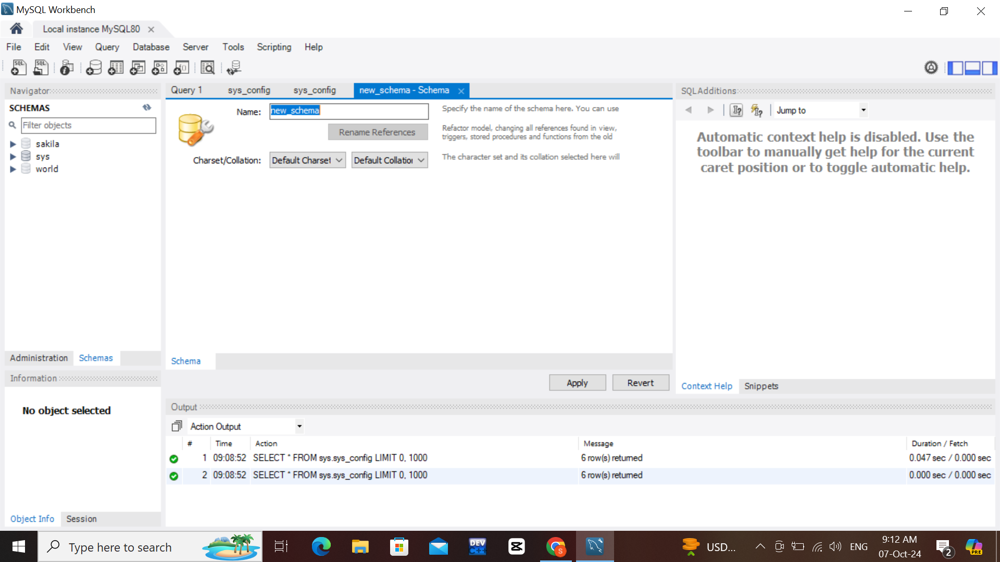 MySQL Workbench
Local instance MySQL80
File Edit View Query Database Server Tools Scripting Help
SQL SQL
Navigator
SCHEMAS
Filter objects
sakila
sys
world
Administration Schemas
Information
No object selected
Object Info Session
Query 1 sys_config sys_config new_schema - Schema
Name: new_schema
Specify the name of the schema here. You can use
Rename References
Refactor model, changing all references found in view,
triggers, stored procedures and functions from the old
Charset/Collation: Default Charset Default Collation
The character set and its collation selected here will
Schema
Apply Revert
SQLAdditions
Jump to
Automatic context help is disabled. Use the
toolbar to manually get help for the current
caret position or to toggle automatic help.
Context Help Snippets
Output
Action Output
# Time Action Message Duration / Fetch
1 09:08:52 SELECT * FROM sys.sys_config LIMIT 0, 1000 6 row(s) returned 0.047 sec / 0.000 sec
2 09:08:52 SELECT * FROM sys.sys_config LIMIT 0, 1000 6 row(s) returned 0.000 sec / 0.000 sec
Type here to search
DEV
C++
S
USD...
ENG
9:12 AM
07-Oct-24
2
PRE